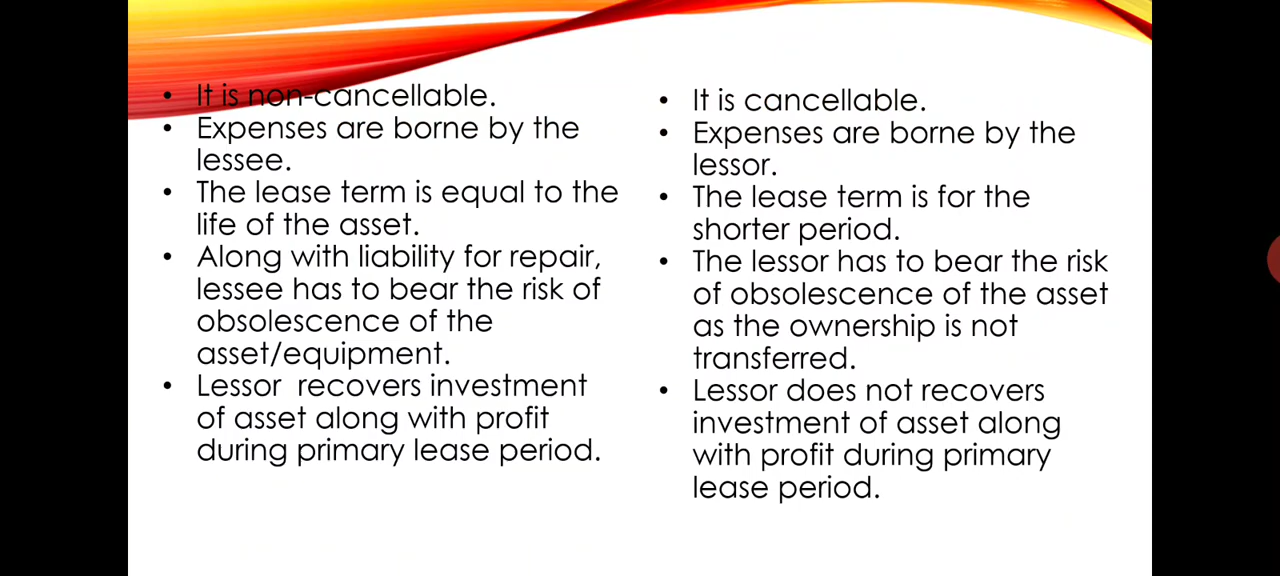 • It is non-cancellable.
• Expenses are borne by the
lessee.
• The lease term is equal to the
life of the asset.
• Along with liability for repair,
lessee has to bear the risk of
obsolescence of the
asset/equipment.
• Lessor recovers investment
of asset along with profit
during primary lease period.
• It is cancellable.
• Expenses are borne by the
lessor.
• The lease term is for the
shorter period.
• The lessor has to bear the risk
of obsolescence of the asset
as the ownership is not
transferred.
• Lessor does not recovers
investment of asset along
with profit during primary
lease period.